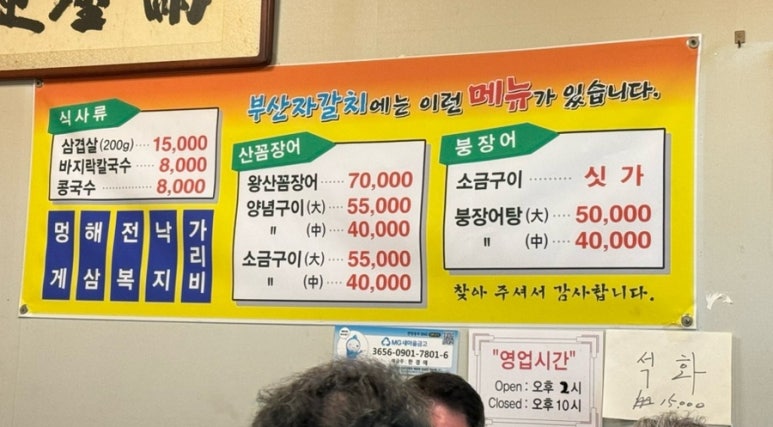 부산자갈치에는 이런 메뉴가 있습니다.
식사류
삼겹살(200g)····15,000
바지락칼국수····8,000
콩국수··········8,000
멍게 해삼 전복 낙지 가리비
산꼼장어
왕산꼼장어····70,000
양념구이(大)····55,000
〃 (中)····40,000
소금구이(中)····55,000
〃 (中)····40,000
붕장어
소금구이········싯가
붕장어탕(大)····50,000
〃 (中)····40,000
찾아 주셔서 감사합니다.
MG새마을금고
3656-0901-7801-6
"영업시간"
Open : 오후 2시
Closed : 오후 10시
석화
15,000